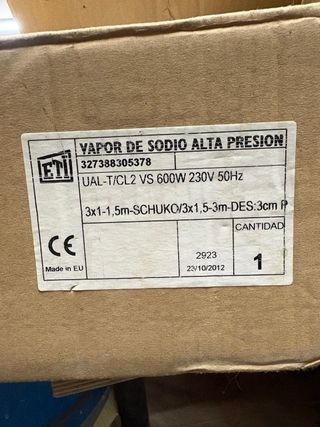 ETI
VAPOR DE SODIO ALTA PRESION
327388305378
UAL-T/CL2 VS 600W 230V 50Hz
3x1-1,5m-SCHUKO/3x1,5-3m-DES:3cm P
CANTIDAD
CE
Made in EU
2923
23/10/2012
1